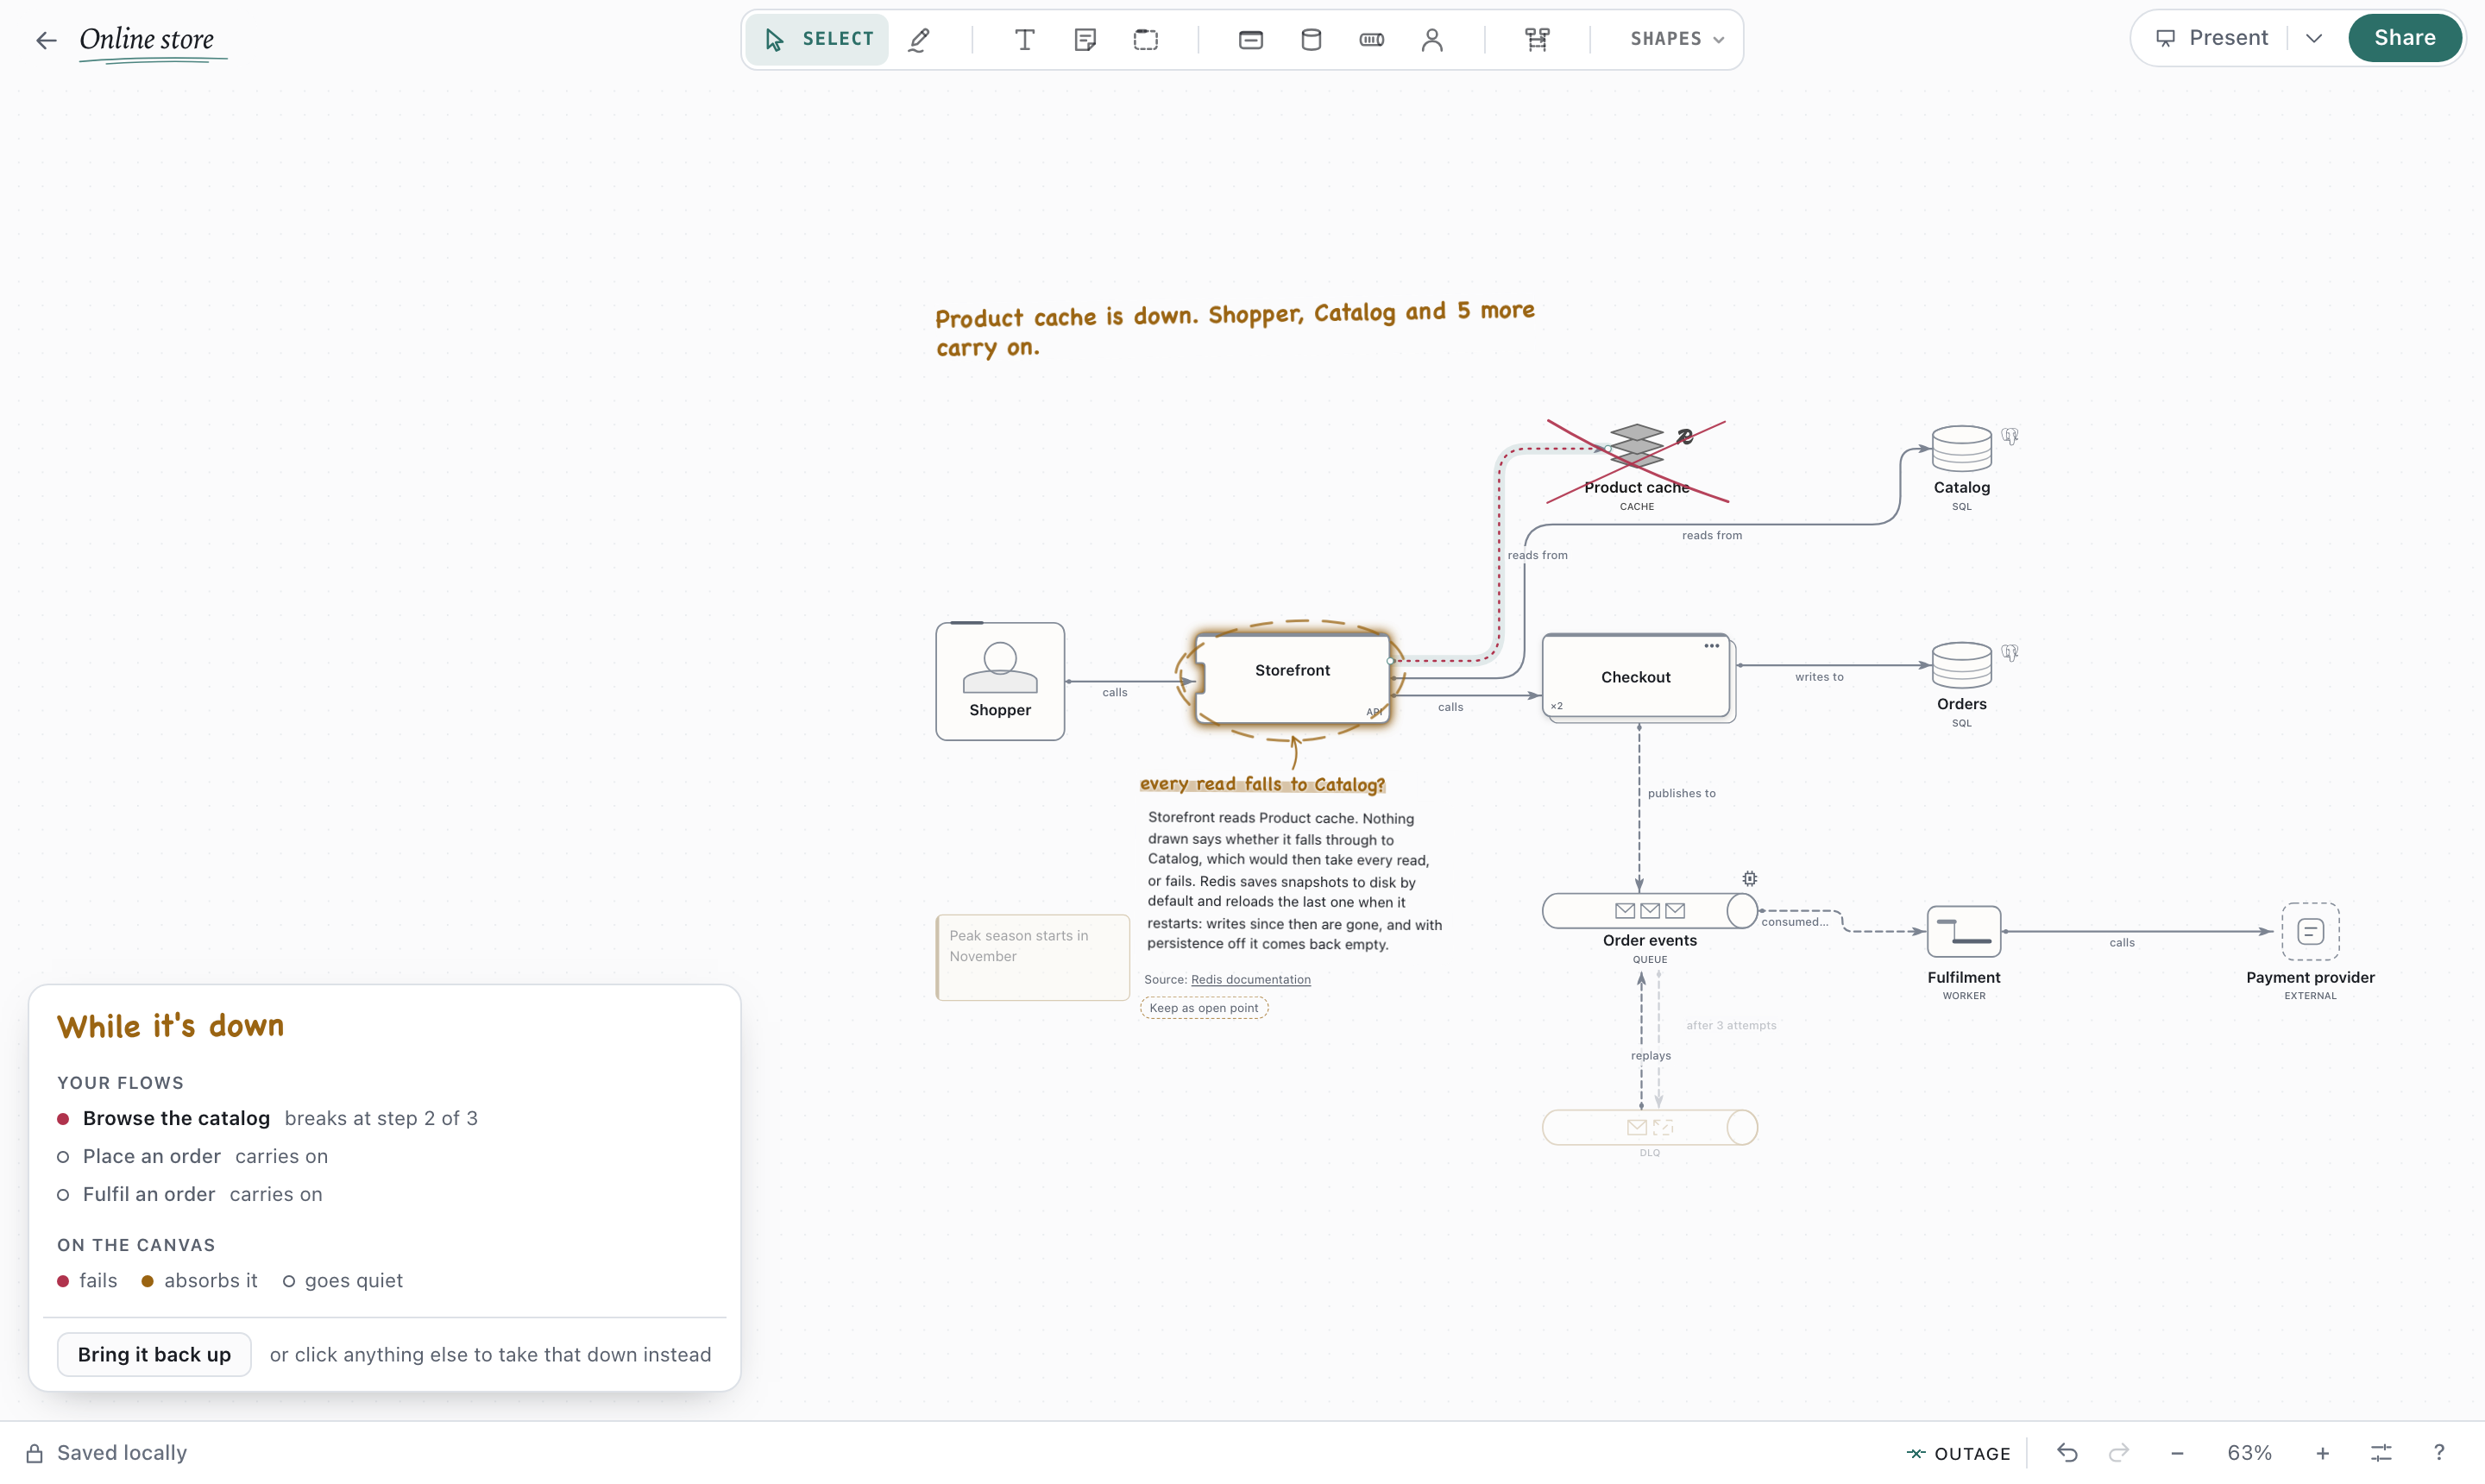 Online store
SELECT
SHAPES
Present
Share
Product cache is down. Shopper, Catalog and 5 more
carry on.
Product cache
CACHE
Catalog
SQL
reads from
reads from
Shopper
calls
Storefront
API
calls
Checkout
×2
writes to
Orders
SQL
every read falls to Catalog?
Storefront reads Product cache. Nothing
drawn says whether it falls through to
Catalog, which would then take every read,
or fails. Redis saves snapshots to disk by
default and reloads the last one when it
restarts: writes since then are gone, and with
persistence off it comes back empty.
Source: Redis documentation
Keep as open point
publishes to
Peak season starts in
November
Order events
QUEUE
consumed...
Fulfilment
WORKER
calls
Payment provider
EXTERNAL
after 3 attempts
replays
DLQ
While it's down
YOUR FLOWS
Browse the catalog breaks at step 2 of 3
Place an order carries on
Fulfil an order carries on
ON THE CANVAS
fails absorbs it goes quiet
Bring it back up or click anything else to take that down instead
Saved locally
OUTAGE
63%
?